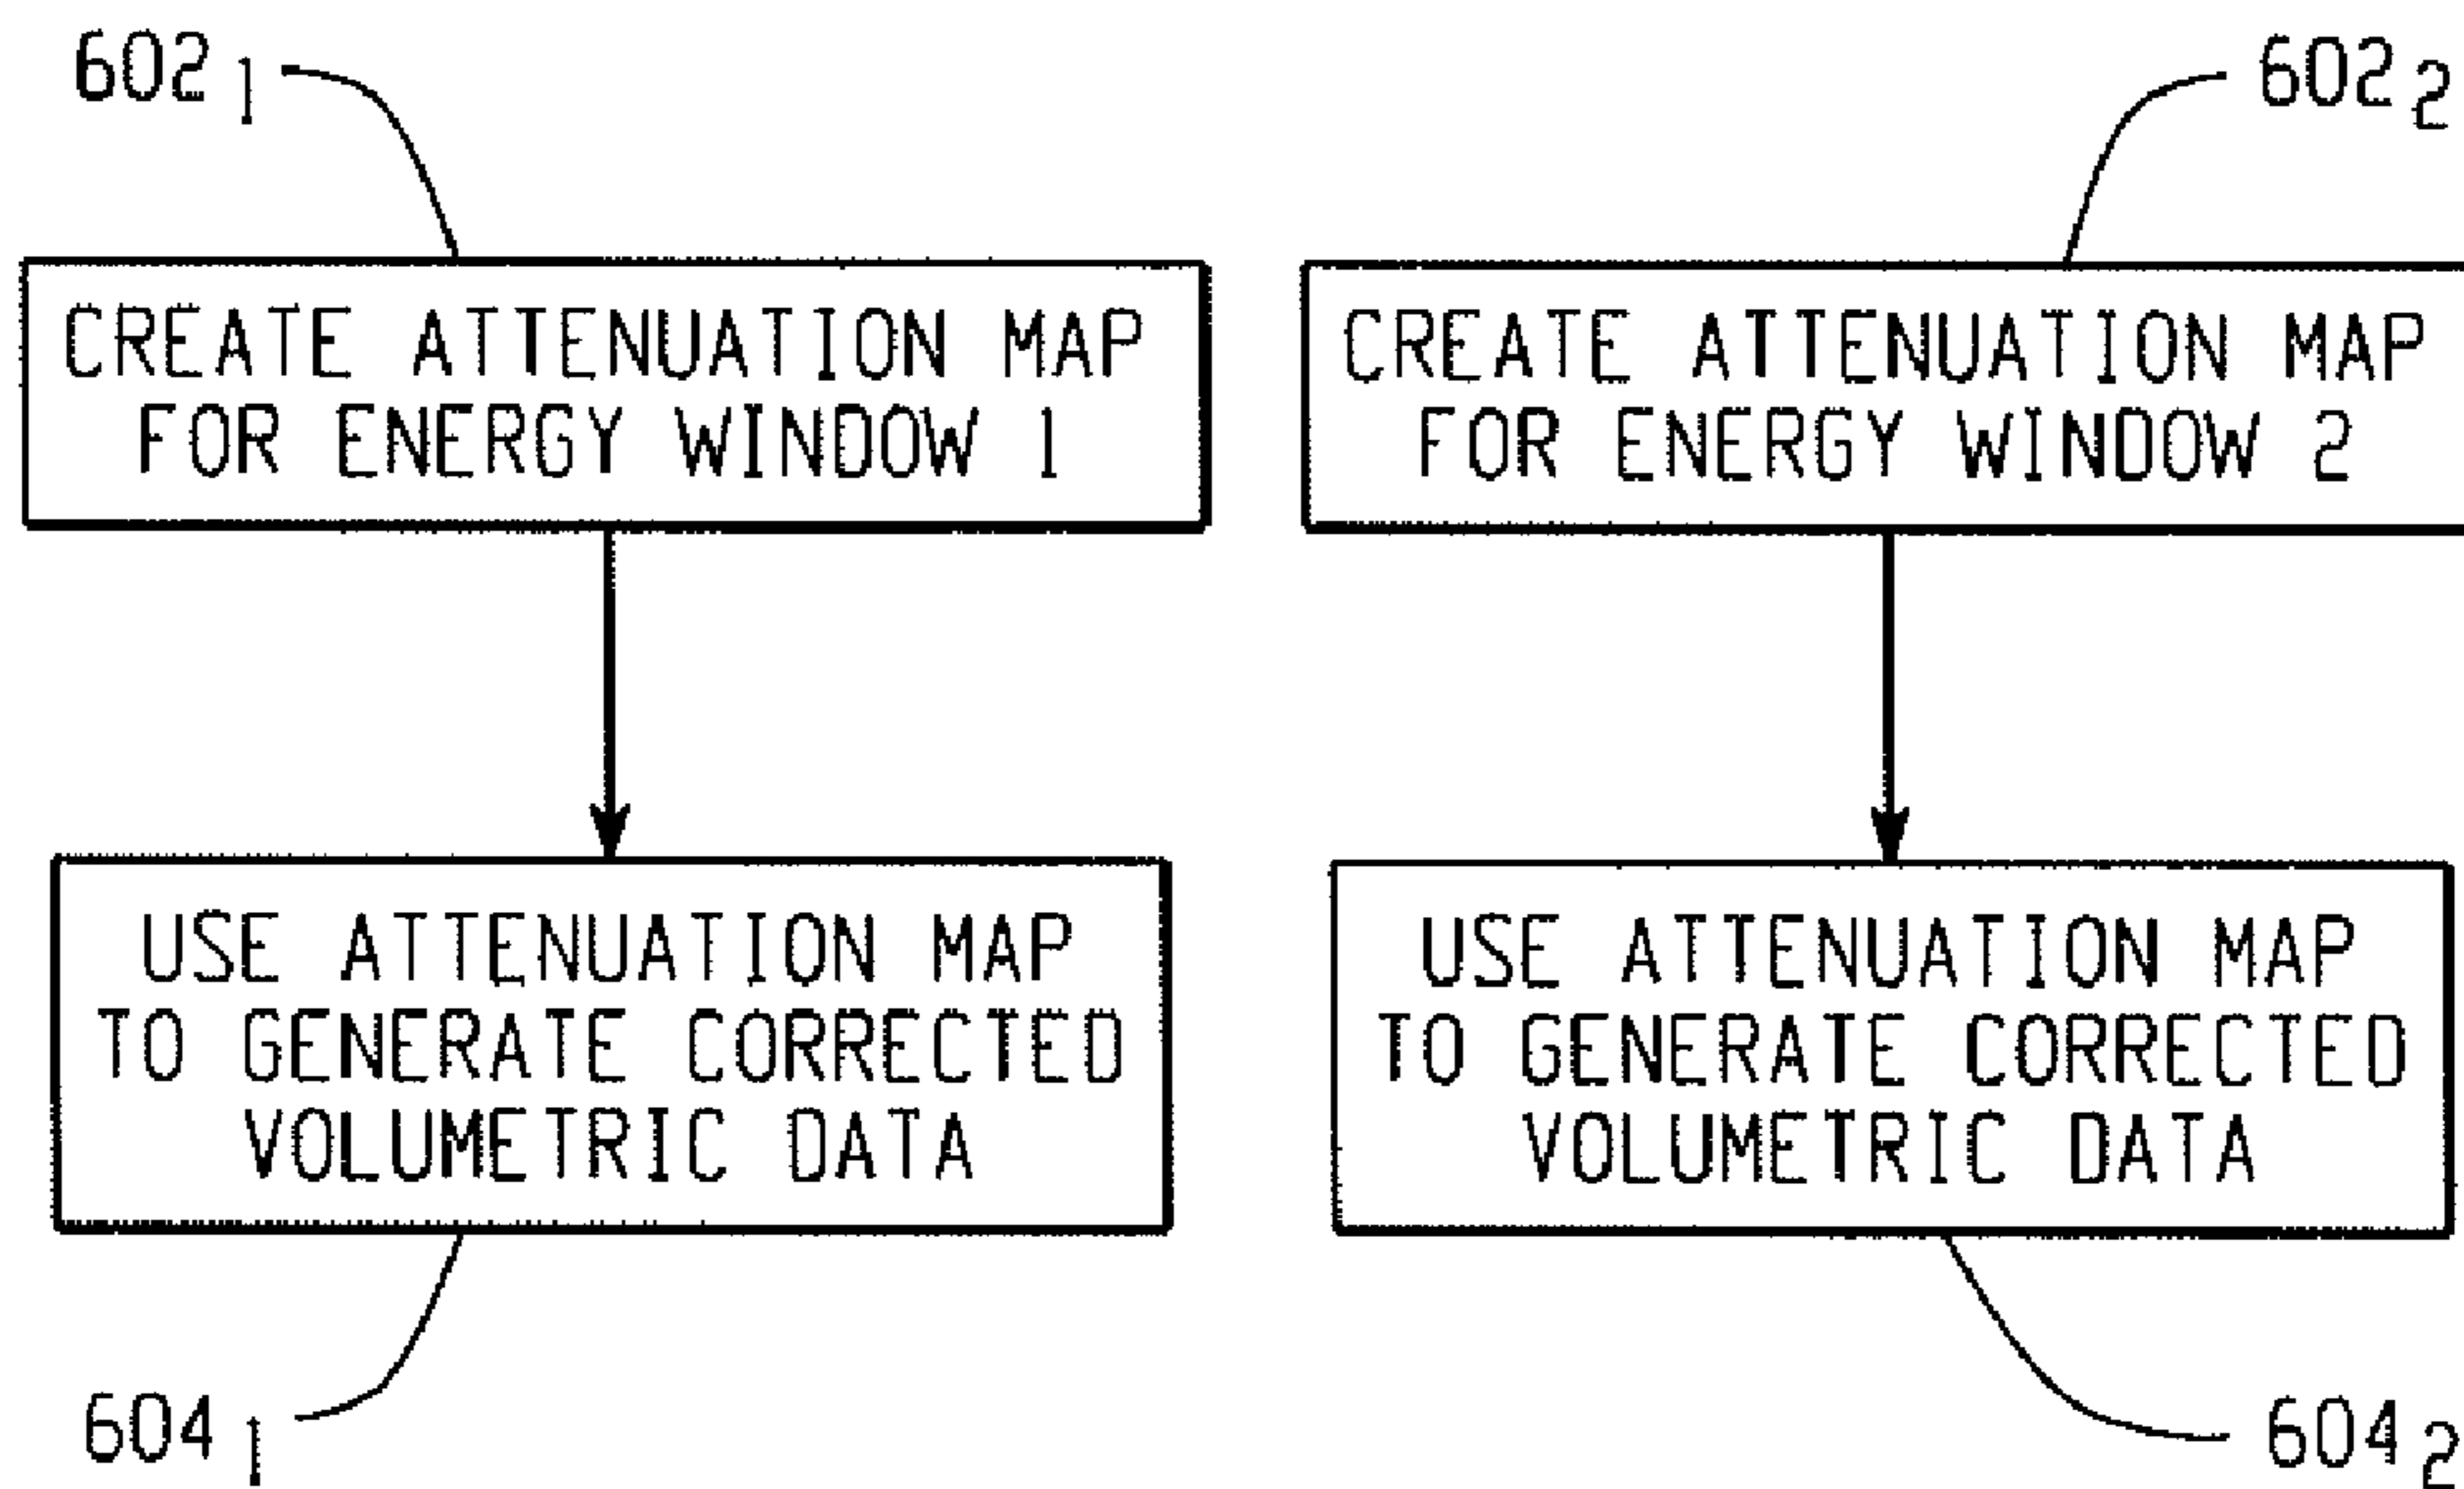 602₁
602₂
CREATE ATTENUATION MAP
FOR ENERGY WINDOW 1
CREATE ATTENUATION MAP
FOR ENERGY WINDOW 2
USE ATTENUATION MAP
TO GENERATE CORRECTED
VOLUMETRIC DATA
USE ATTENUATION MAP
TO GENERATE CORRECTED
VOLUMETRIC DATA
604₁
604₂